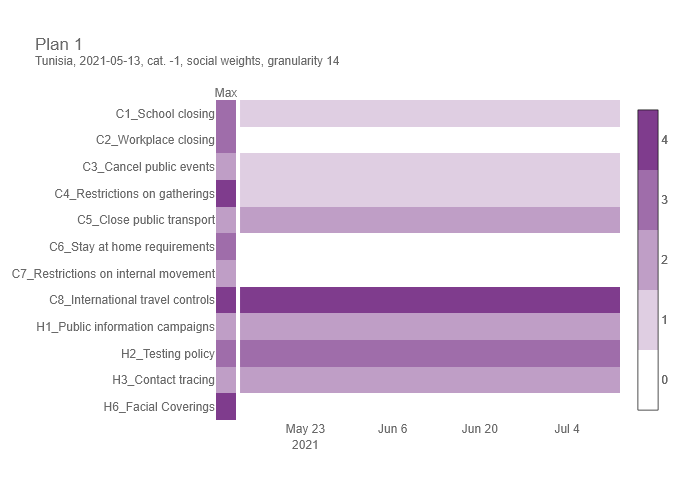 Plan 1
Tunisia, 2021-05-13, cat. -1, social weights, granularity 14
Max
C1_School closing
C2_Workplace closing
C3_Cancel public events
C4_Restrictions on gatherings
C5_Close public transport
C6_Stay at home requirements
C7_Restrictions on internal movement
C8_International travel controls
H1_Public information campaigns
H2_Testing policy
H3_Contact tracing
H6_Facial Coverings
4
3
2
1
0
May 23 Jun 6 Jun 20 Jul 4
2021